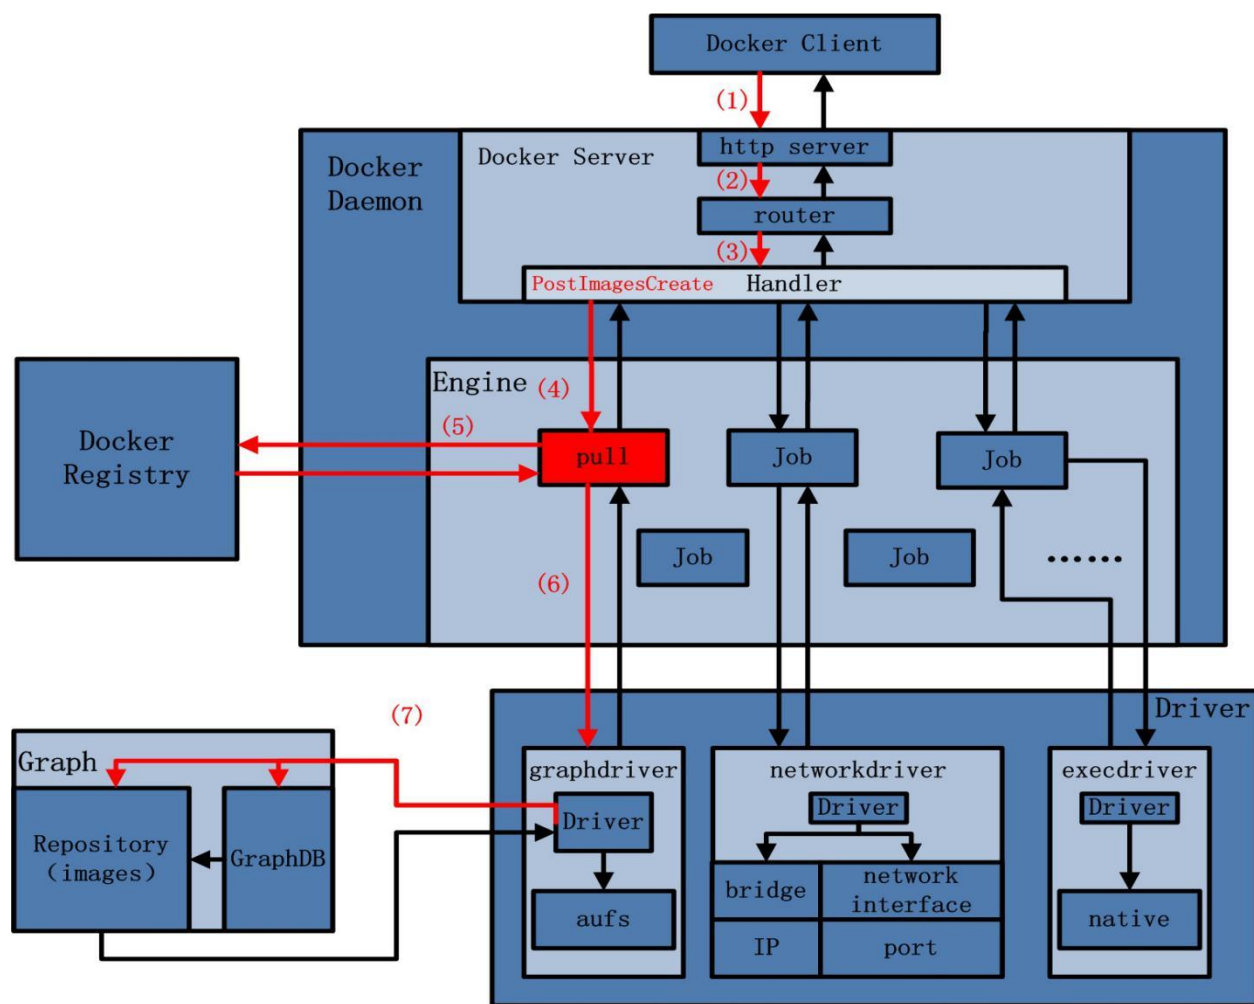 Docker Client
(1)
http server
Docker Server
Docker
Daemon
(2)
router
(3)
PostImagesCreate
Handler
Engine
(4)
(5)
Docker
Registry
pull
Job
Job
Job
Job
......
(6)
(7)
Driver
Graph
graphdriver
networkdriver
execdriver
Driver
Driver
Driver
Repository
(images)
GraphDB
bridge
network
interface
aufs
native
IP
port